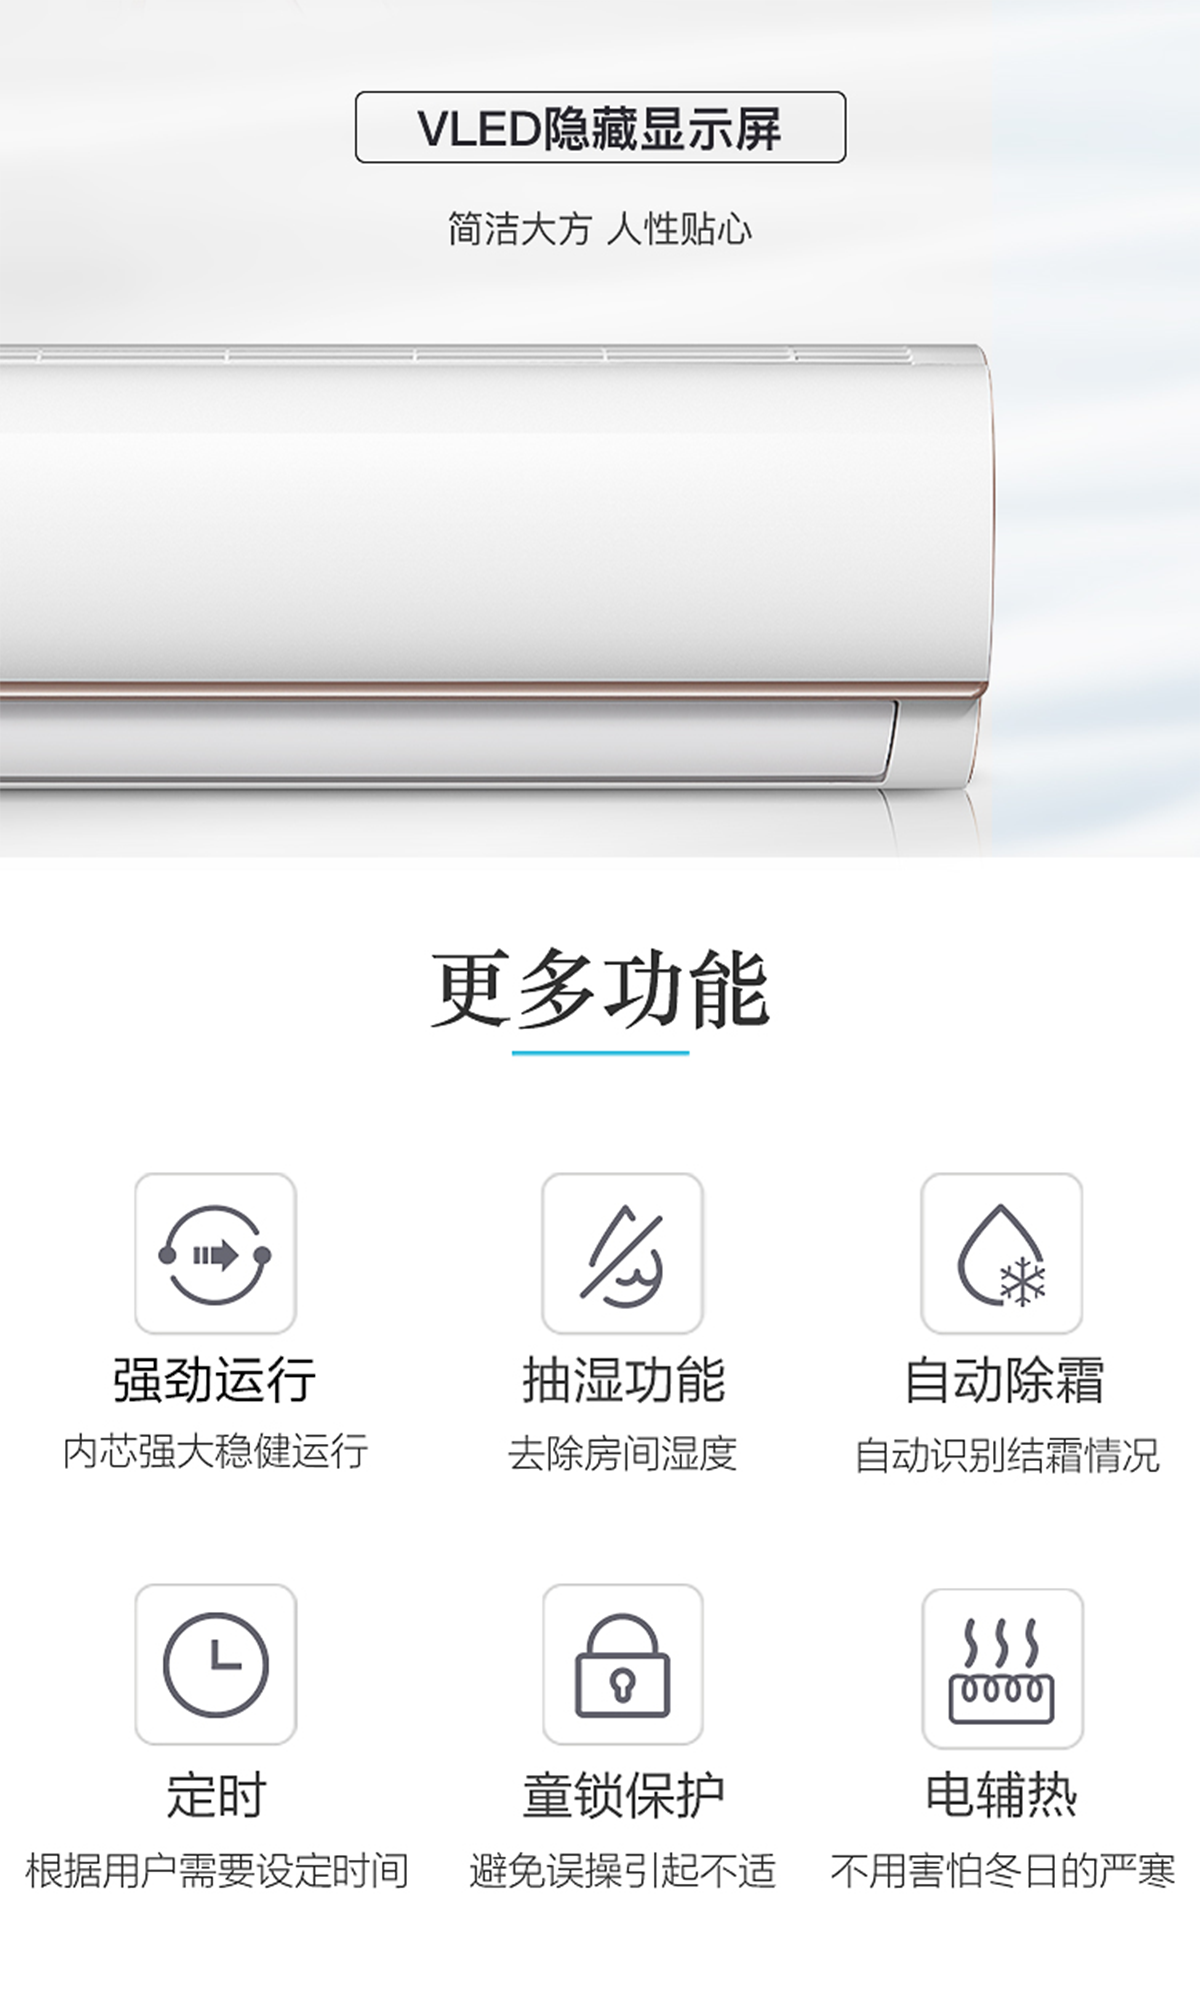 VLED隐藏显示屏
简洁大方 人性贴心
更多功能
强劲运行
抽湿功能
自动除霜
内芯强大稳健运行
去除房间湿度
自动识别结霜情况
定时
童锁保护
电辅热
根据用户需要设定时间
避免误操引起不适
不用害怕冬日的严寒